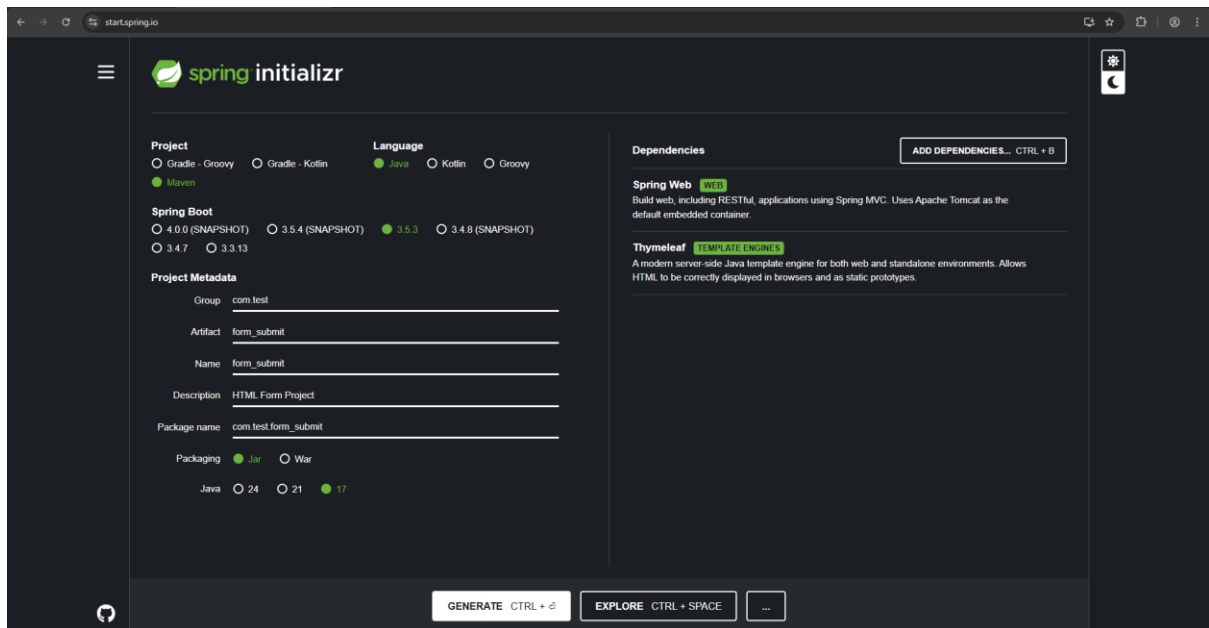 start.spring.io
spring initializr
Project
Gradle - Groovy Gradle - Kotlin
Maven
Language
Java Kotlin Groovy
Spring Boot
4.0.0 (SNAPSHOT) 3.5.4 (SNAPSHOT) 3.5.3 3.4.8 (SNAPSHOT)
3.4.7 3.3.13
Project Metadata
Group com.test
Artifact form_submit
Name form_submit
Description HTML Form Project
Package name com.test.form_submit
Packaging Jar War
Java 24 21 17
Dependencies
ADD DEPENDENCIES... CTRL + B
Spring Web WEB
Build web, including RESTful, applications using Spring MVC. Uses Apache Tomcat as the
default embedded container.
Thymeleaf TEMPLATE ENGINES
A modern server-side Java template engine for both web and standalone environments. Allows
HTML to be correctly displayed in browsers and as static prototypes.
GENERATE CTRL + ⏎
EXPLORE CTRL + SPACE
...